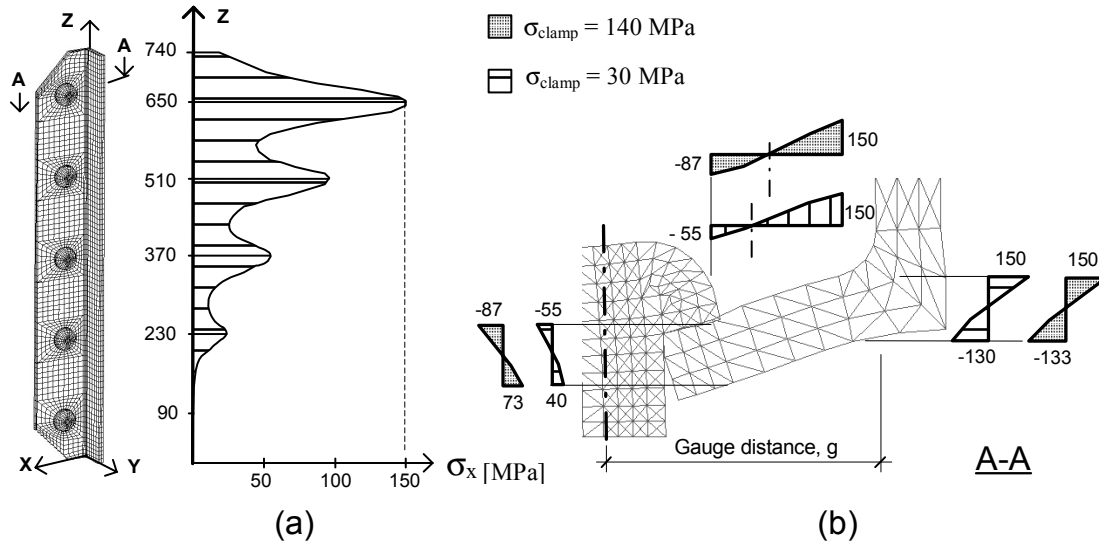 Z
A
A
X
Y
Z
740
650
510
370
230
90
50
100
150
σx [MPa]
(a)
σclamp = 140 MPa
σclamp = 30 MPa
-87
150
- 55
150
-87
-55
73
40
150
150
-130
-133
Gauge distance, g
A-A
(b)